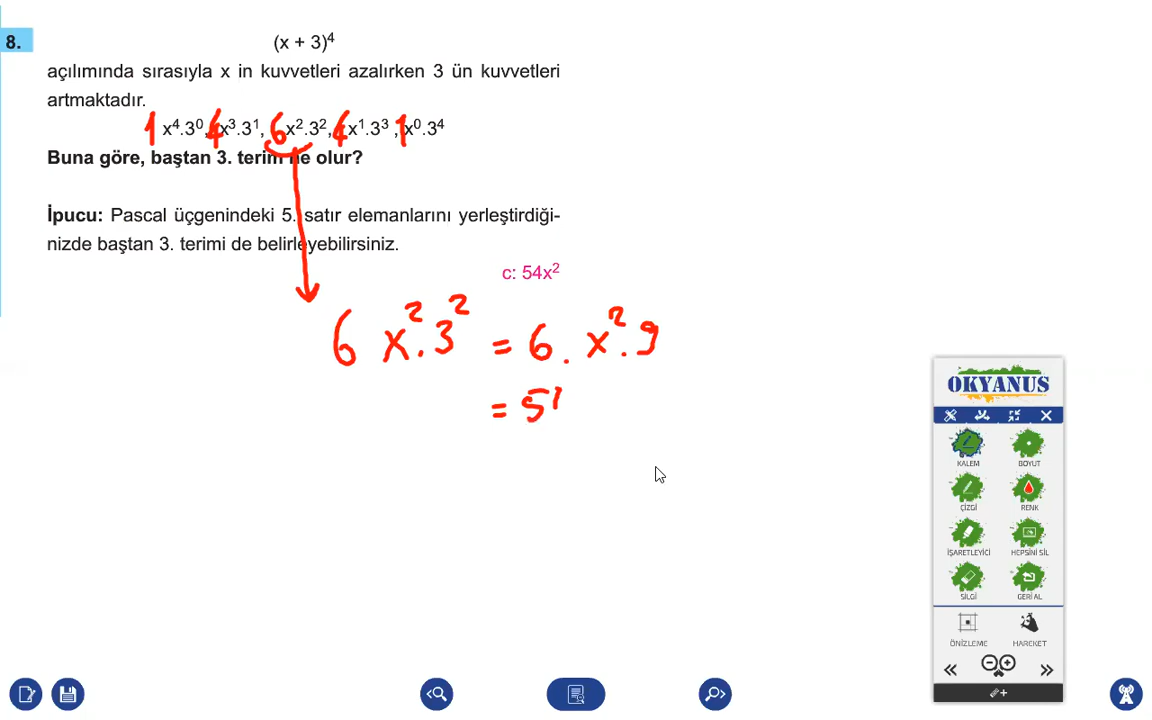 8.
(x + 3)⁴
açılımında sırasıyla x in kuvvetleri azalırken 3 ün kuvvetleri
artmaktadır.
1 x⁴.3⁰, 4 x³.3¹, 6 x².3², 4 x¹.3³, 1 x⁰.3⁴
Buna göre, baştan 3. terim ne olur?
İpucu: Pascal üçgenindeki 5. satır elemanlarını yerleştirdiği-
nizde baştan 3. terimi de belirleyebilirsiniz.
c: 54x²
6 x².3² = 6. x².9
= 5
OKYANUS
KALEM BOYUT
ÇİZGİ RENK
İŞARETLEYİCİ HEPSİNİ SİL
SİLGİ GERİ AL
ÖNİZLEME HAREKET